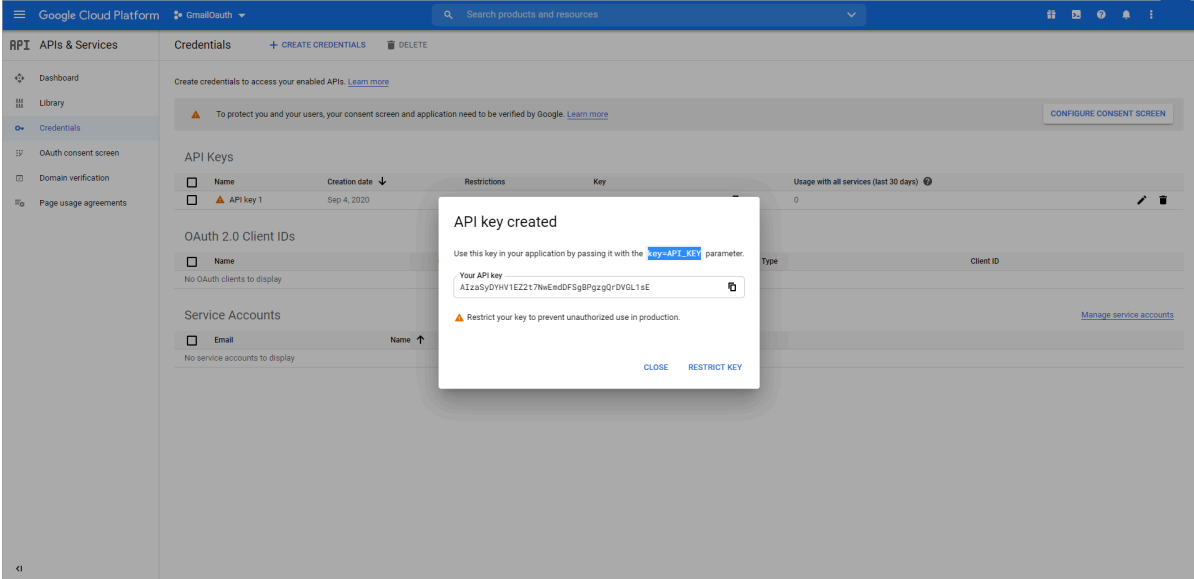 Google Cloud Platform GmailOauth Search products and resources
API APIs & Services Credentials + CREATE CREDENTIALS DELETE
Dashboard
Library
Credentials
OAuth consent screen
Domain verification
Page usage agreements
Create credentials to access your enabled APIs. Learn more
To protect you and your users, your consent screen and application need to be verified by Google. Learn more CONFIGURE CONSENT SCREEN
API Keys
Name Creation date Restrictions Key Usage with all services (last 30 days)
API key 1 Sep 4, 2020 0
OAuth 2.0 Client IDs
Name Type Client ID
No OAuth clients to display
Service Accounts Manage service accounts
Email Name
No service accounts to display
API key created
Use this key in your application by passing it with the key=API_KEY parameter.
Your API key
AIzaSyDYHV1EZ2t7NwEmdDFSgBPgzgQrDVGL1sE
Restrict your key to prevent unauthorized use in production.
CLOSE RESTRICT KEY